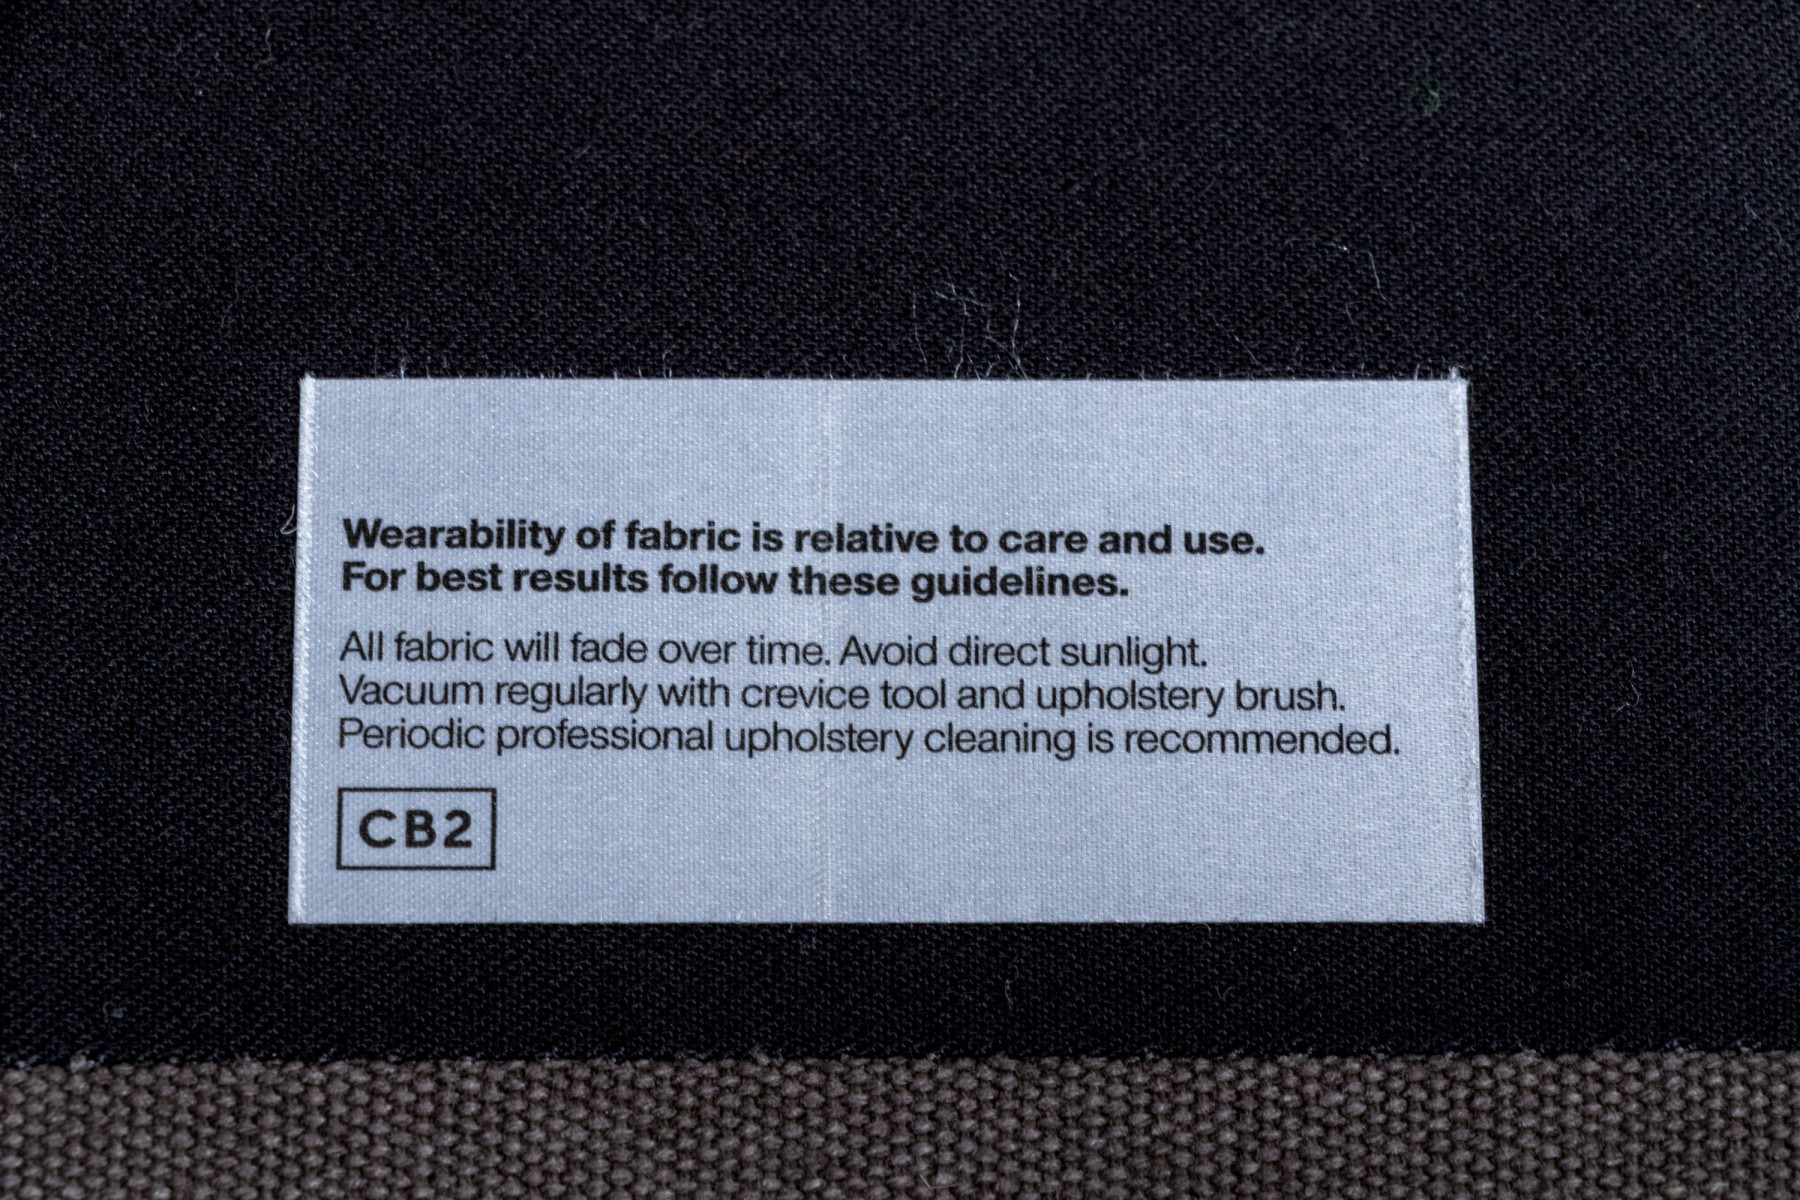 Wearability of fabric is relative to care and use.
For best results follow these guidelines.
All fabric will fade over time. Avoid direct sunlight.
Vacuum regularly with crevice tool and upholstery brush.
Periodic professional upholstery cleaning is recommended.
CB2